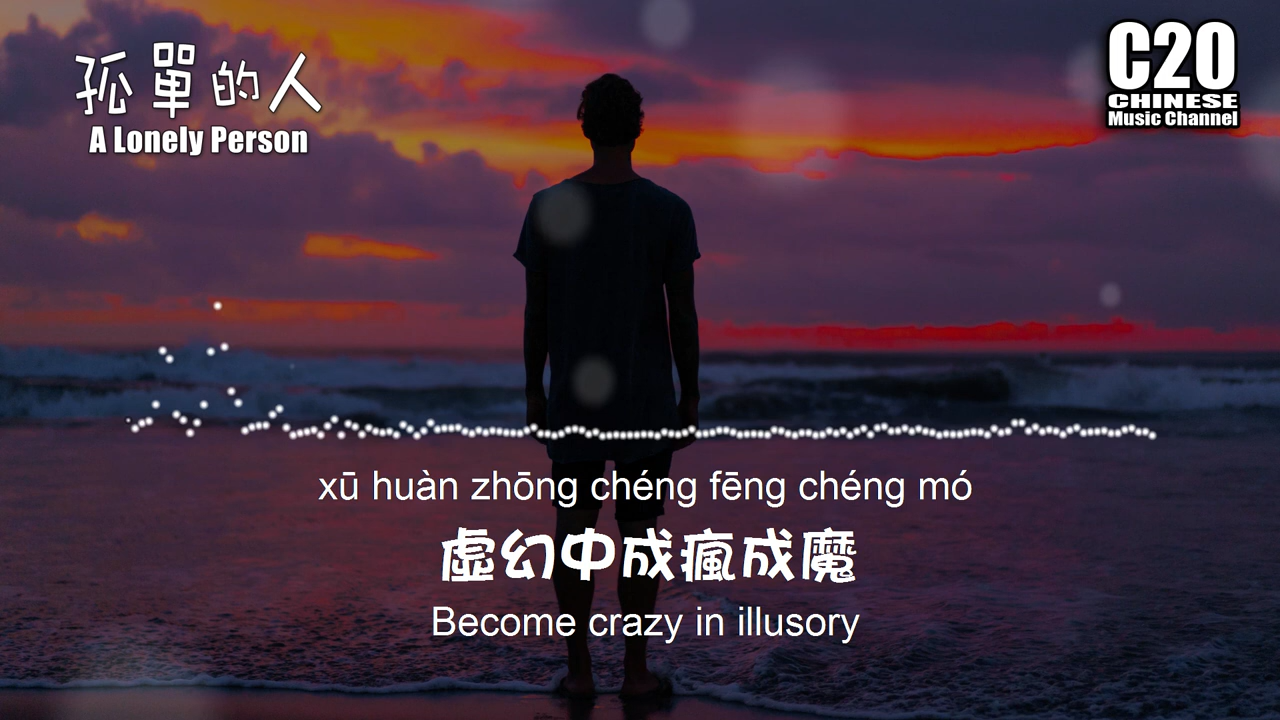 孤單的人
A Lonely Person
C20
CHINESE
Music Channel
xū huàn zhōng chéng fēng chéng mó
虛幻中成瘋成魔
Become crazy in illusory